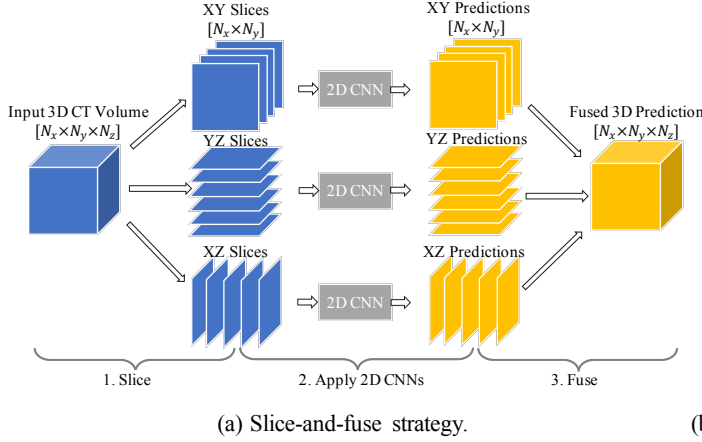 XY Slices
[N_x×N_y]
XY Predictions
[N_x×N_y]
2D CNN
Input 3D CT Volume
[N_x×N_y×N_z]
Fused 3D Prediction
[N_x×N_y×N_z]
YZ Slices
YZ Predictions
2D CNN
XZ Slices
XZ Predictions
2D CNN
1. Slice
2. Apply 2D CNNs
3. Fuse
(a) Slice-and-fuse strategy.
(b